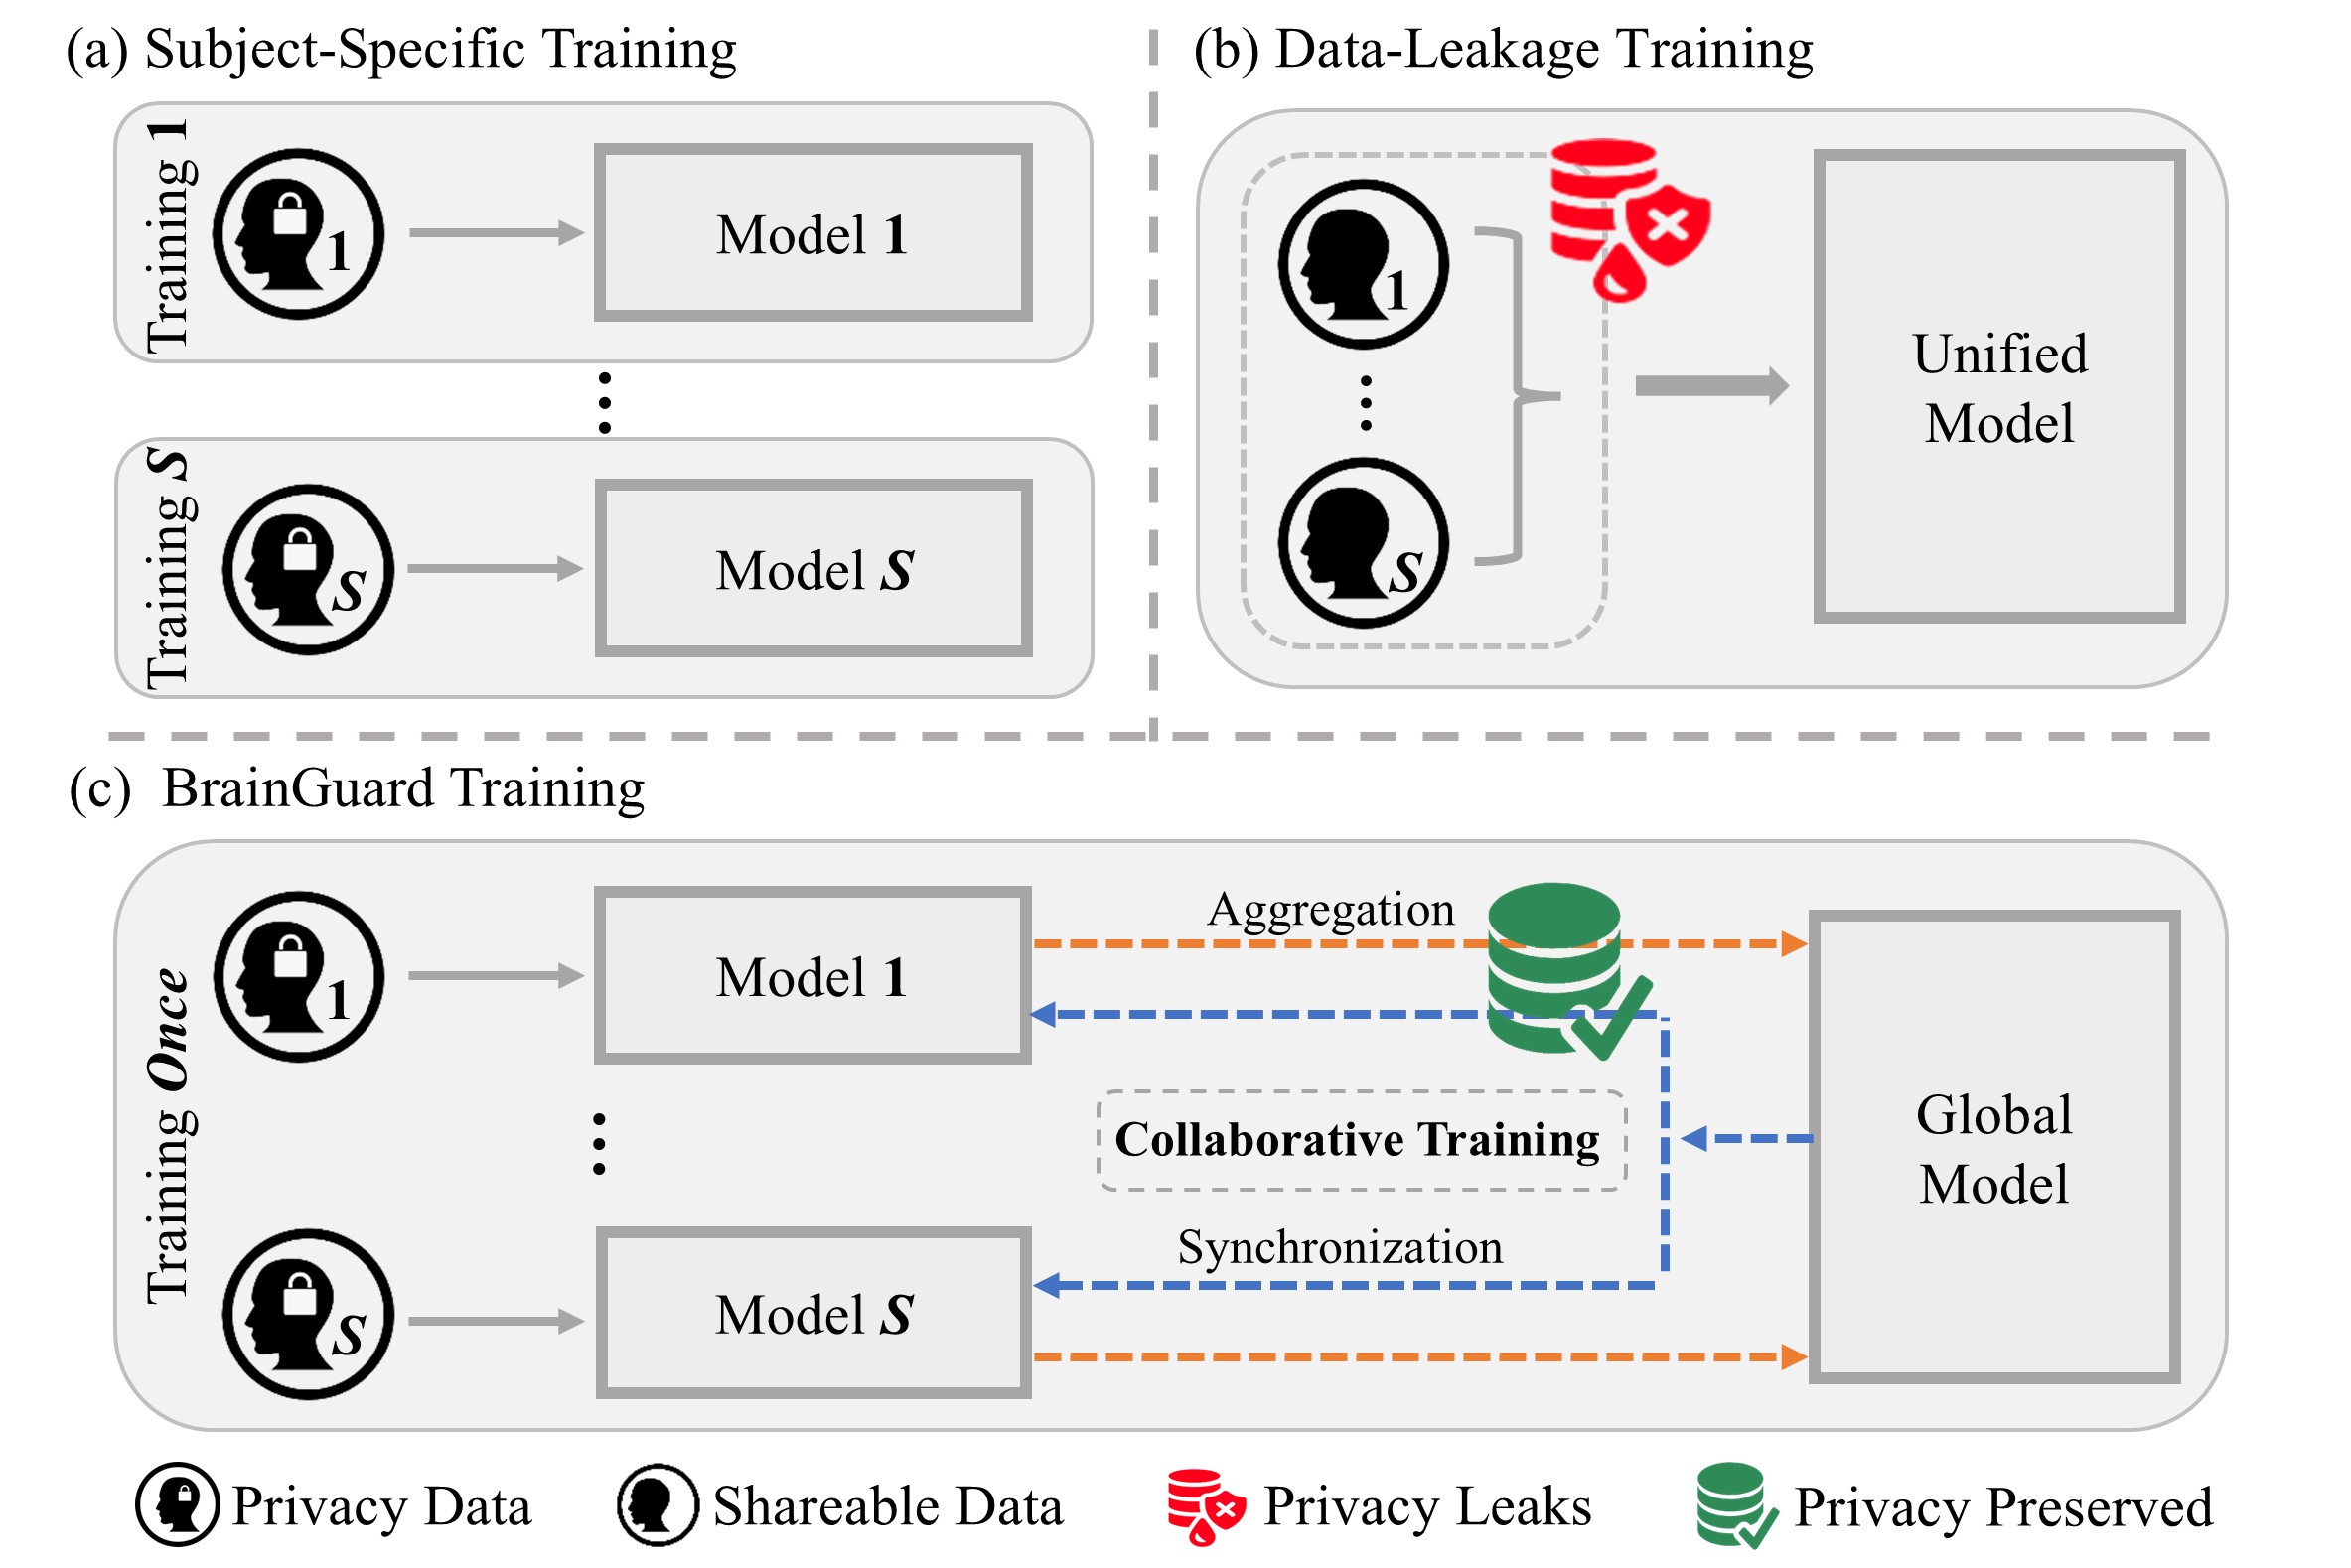 (a) Subject-Specific Training
Training 1
1
Model 1
Training S
S
Model S
(b) Data-Leakage Training
1
S
Unified
Model
(c) BrainGuard Training
Training Once
1
Model 1
S
Model S
Aggregation
Collaborative Training
Synchronization
Global
Model
Privacy Data
Shareable Data
Privacy Leaks
Privacy Preserved